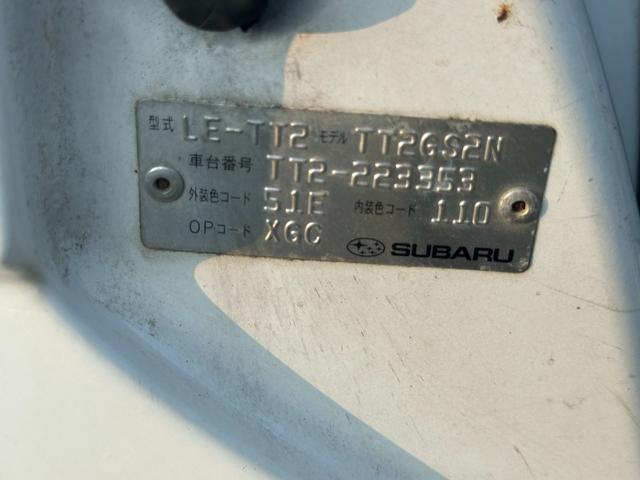 型式 LE-TT2 モデル TT2GS2N
車台番号 TT2-223353
外装色コード 51E 内装色コード 110
OPコード XGC SUBARU